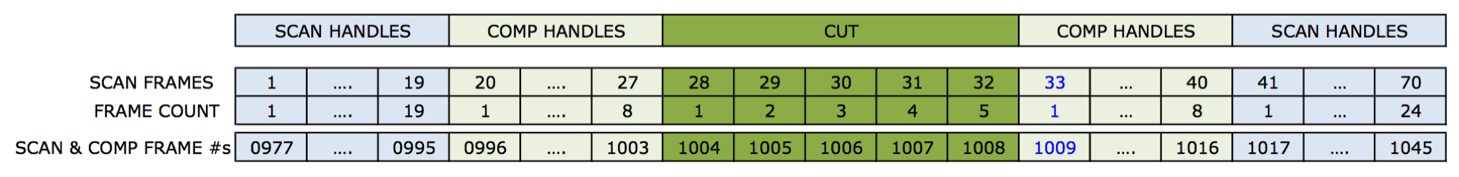 SCAN HANDLES COMP HANDLES CUT COMP HANDLES SCAN HANDLES
SCAN FRAMES 1 .... 19 20 .... 27 28 29 30 31 32 33 ... 40 41 ... 70
FRAME COUNT 1 .... 19 1 .... 8 1 2 3 4 5 1 ... 8 1 ... 24
SCAN & COMP FRAME #s 0977 .... 0995 0996 .... 1003 1004 1005 1006 1007 1008 1009 .... 1016 1017 .... 1045